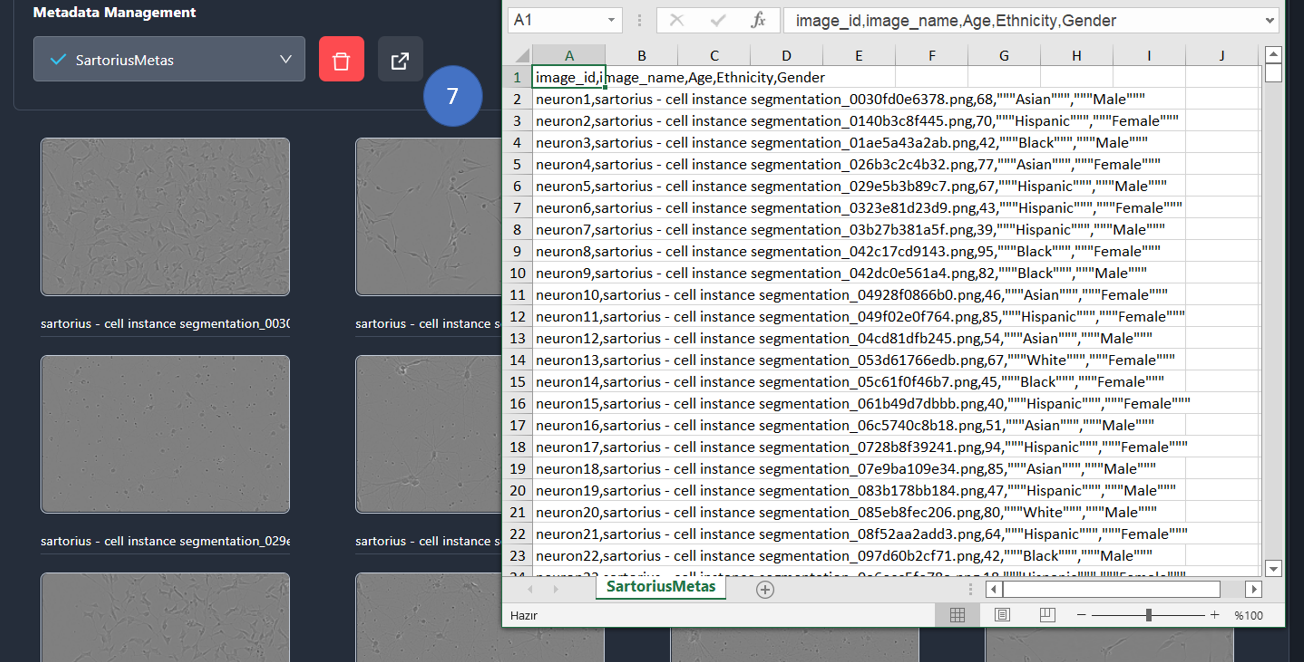 Metadata Management
SartoriusMetas
7
sartorius - cell instance segmentation_0030
sartorius - cell instance s
sartorius - cell instance segmentation_029e
sartorius - cell instance s
A1
fx
image_id,image_name,Age,Ethnicity,Gender
A B C D E F G H I J
1 image_id,image_name,Age,Ethnicity,Gender
2 neuron1,sartorius - cell instance segmentation_0030fd0e6378.png,68,"""Asian""","""Male"""
3 neuron2,sartorius - cell instance segmentation_0140b3c8f445.png,70,"""Hispanic""","""Female"""
4 neuron3,sartorius - cell instance segmentation_01ae5a43a2ab.png,42,"""Black""","""Male"""
5 neuron4,sartorius - cell instance segmentation_026b3c2c4b32.png,77,"""Asian""","""Female"""
6 neuron5,sartorius - cell instance segmentation_029e5b3b89c7.png,67,"""Hispanic""","""Male"""
7 neuron6,sartorius - cell instance segmentation_0323e81d23d9.png,43,"""Hispanic""","""Female"""
8 neuron7,sartorius - cell instance segmentation_03b27b381a5f.png,39,"""Hispanic""","""Male"""
9 neuron8,sartorius - cell instance segmentation_042c17cd9143.png,95,"""Black""","""Female"""
10 neuron9,sartorius - cell instance segmentation_042dc0e561a4.png,82,"""Black""","""Male"""
11 neuron10,sartorius - cell instance segmentation_04928f0866b0.png,46,"""Asian""","""Female"""
12 neuron11,sartorius - cell instance segmentation_049f02e0f764.png,85,"""Hispanic""","""Female"""
13 neuron12,sartorius - cell instance segmentation_04cd81dfb245.png,54,"""Asian""","""Male"""
14 neuron13,sartorius - cell instance segmentation_053d61766edb.png,67,"""White""","""Female"""
15 neuron14,sartorius - cell instance segmentation_05c61f0f46b7.png,45,"""Black""","""Female"""
16 neuron15,sartorius - cell instance segmentation_061b49d7dbbb.png,40,"""Hispanic""","""Female"""
17 neuron16,sartorius - cell instance segmentation_06c5740c8b18.png,51,"""Asian""","""Male"""
18 neuron17,sartorius - cell instance segmentation_0728b8f39241.png,94,"""Hispanic""","""Female"""
19 neuron18,sartorius - cell instance segmentation_07e9ba109e34.png,85,"""Asian""","""Male"""
20 neuron19,sartorius - cell instance segmentation_083b178bb184.png,47,"""Hispanic""","""Male"""
21 neuron20,sartorius - cell instance segmentation_085eb8fec206.png,80,"""White""","""Male"""
22 neuron21,sartorius - cell instance segmentation_08f52aa2add3.png,64,"""Hispanic""","""Female"""
23 neuron22,sartorius - cell instance segmentation_097d60b2cf71.png,42,"""Black""","""Male"""
SartoriusMetas
Hazır
%100